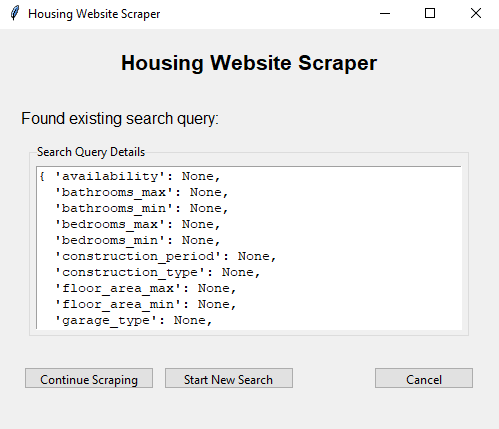 Housing Website Scraper
Housing Website Scraper
Found existing search query:
Search Query Details
{ 'availability': None,
'bathrooms_max': None,
'bathrooms_min': None,
'bedrooms_max': None,
'bedrooms_min': None,
'construction_period': None,
'construction_type': None,
'floor_area_max': None,
'floor_area_min': None,
'garage_type': None,
Continue Scraping
Start New Search
Cancel